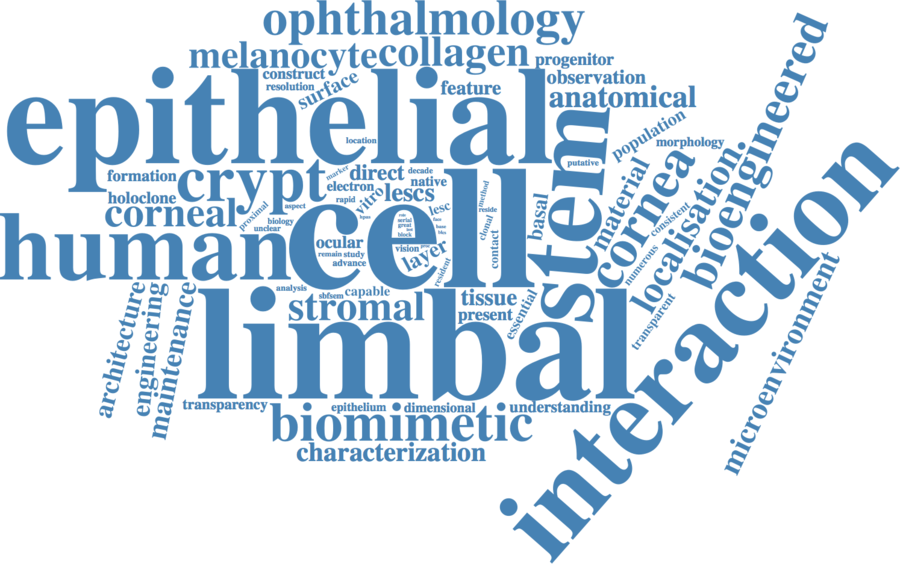 ophthalmology
melanocyte
collagen
progenitor
construct
resolution
surface
feature
observation
anatomical
epithelial
location
stem
putative
population
morphology
bioengineered
formation
crypt
marker
direct
decade
electron
native
holoclone
aspect
rapid
vitro
lescs
lesc
method
reside
material
cornea
localisation.
consistent
corneal
proximal
biology
unclear
serial
great
block
clonal
basal
human
cell
ocular
vision
layer
contact
remain
study
advance
resident
numerous
interaction
analysis
sbfsem
capable
stromal
tissue
present
essential
transparent
microenvironment
architecture
engineering
maintenance
limbal
transparency
epithelium
dimensional
understanding
biomimetic
characterization